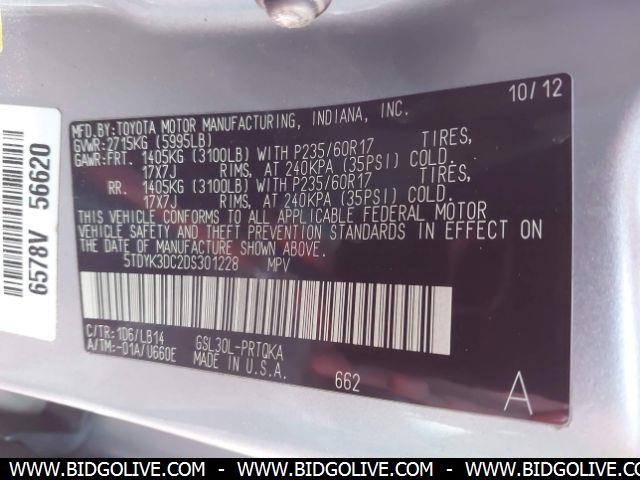 10/12
MFD.BY:TOYOTA MOTOR MANUFACTURING, INDIANA, INC.
GVWR:2715KG (5995LB)
GAWR:FRT. 1405KG (3100LB) WITH P235/60R17 TIRES,
17X7J RIMS, AT 240KPA (35PSI) COLD.
RR. 1405KG (3100LB) WITH P235/60R17 TIRES,
17X7J RIMS, AT 240KPA (35PSI) COLD.
THIS VEHICLE CONFORMS TO ALL APPLICABLE FEDERAL MOTOR
VEHICLE SAFETY AND THEFT PREVENTION STANDARDS IN EFFECT ON
THE DATE OF MANUFACTURE SHOWN ABOVE.
5TDYK3DC2DS301228 MPV
C/TR:1D6/LB14 GSL30L-PRTQKA
A/TM:-01A/U660E MADE IN U.S.A.
662
A
6578V 56620
WWW.BIDGOLIVE.COM - WWW.BIDGOLIVE.COM - WWW.BIDGOLIVE.COM